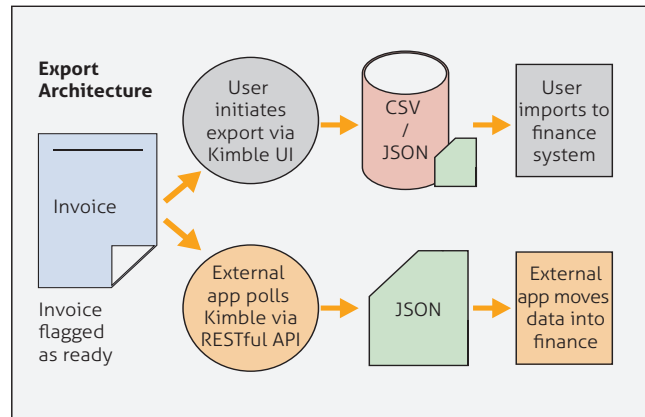 Export
Architecture
Invoice
Invoice
flagged
as ready
User
initiates
export via
Kimble UI
CSV
/
JSON
User
imports to
finance
system
External
app polls
Kimble via
RESTful API
JSON
External
app moves
data into
finance